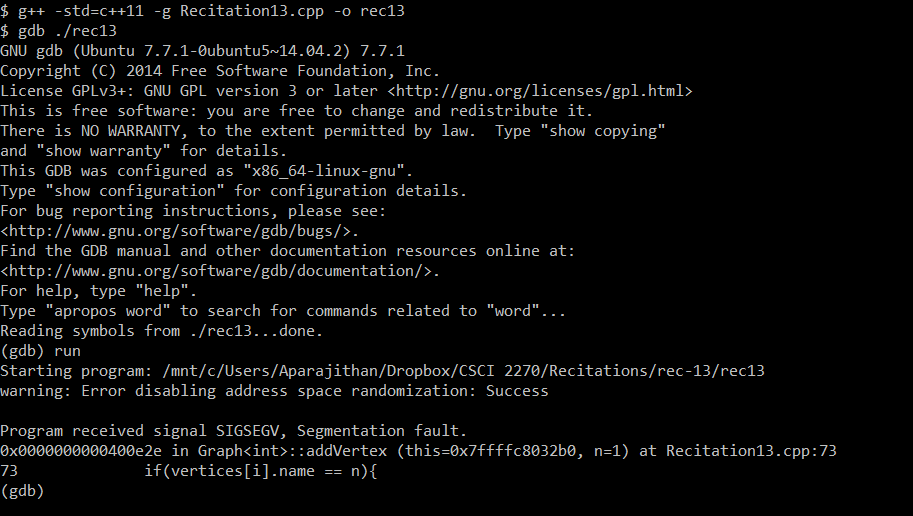 $ g++ -std=c++11 -g Recitation13.cpp -o rec13
$ gdb ./rec13
GNU gdb (Ubuntu 7.7.1-0ubuntu5~14.04.2) 7.7.1
Copyright (C) 2014 Free Software Foundation, Inc.
License GPLv3+: GNU GPL version 3 or later <http://gnu.org/licenses/gpl.html>
This is free software: you are free to change and redistribute it.
There is NO WARRANTY, to the extent permitted by law.  Type "show copying"
and "show warranty" for details.
This GDB was configured as "x86_64-linux-gnu".
Type "show configuration" for configuration details.
For bug reporting instructions, please see:
<http://www.gnu.org/software/gdb/bugs/>.
Find the GDB manual and other documentation resources online at:
<http://www.gnu.org/software/gdb/documentation/>.
For help, type "help".
Type "apropos word" to search for commands related to "word"...
Reading symbols from ./rec13...done.
(gdb) run
Starting program: /mnt/c/Users/Aparajithan/Dropbox/CSCI 2270/Recitations/rec-13/rec13
warning: Error disabling address space randomization: Success

Program received signal SIGSEGV, Segmentation fault.
0x0000000000400e2e in Graph<int>::addVertex (this=0x7ffffc8032b0, n=1) at Recitation13.cpp:73
73              if(vertices[i].name == n){
(gdb)